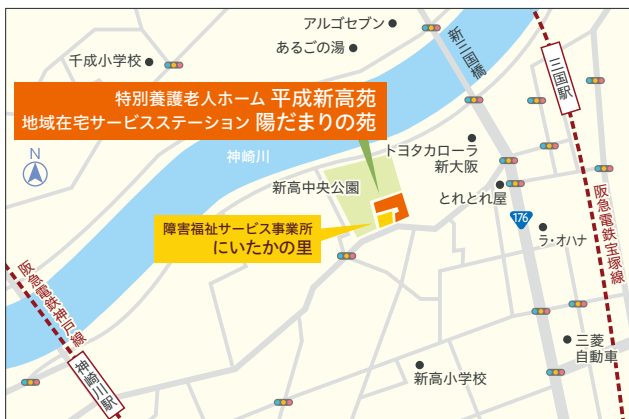 アルゴセブン
あるごの湯
千成小学校
新三国橋
三国駅
特別養護老人ホーム 平成新高苑
地域在宅サービスステーション 陽だまりの苑
神崎川
N
新高中央公園
トヨタカローラ
新大阪
とれとれ屋
障害福祉サービス事業所
にいたかの里
176
ラ・オハナ
阪急電鉄宝塚線
阪急電鉄神戸線
神崎川駅
三菱
自動車
新高小学校